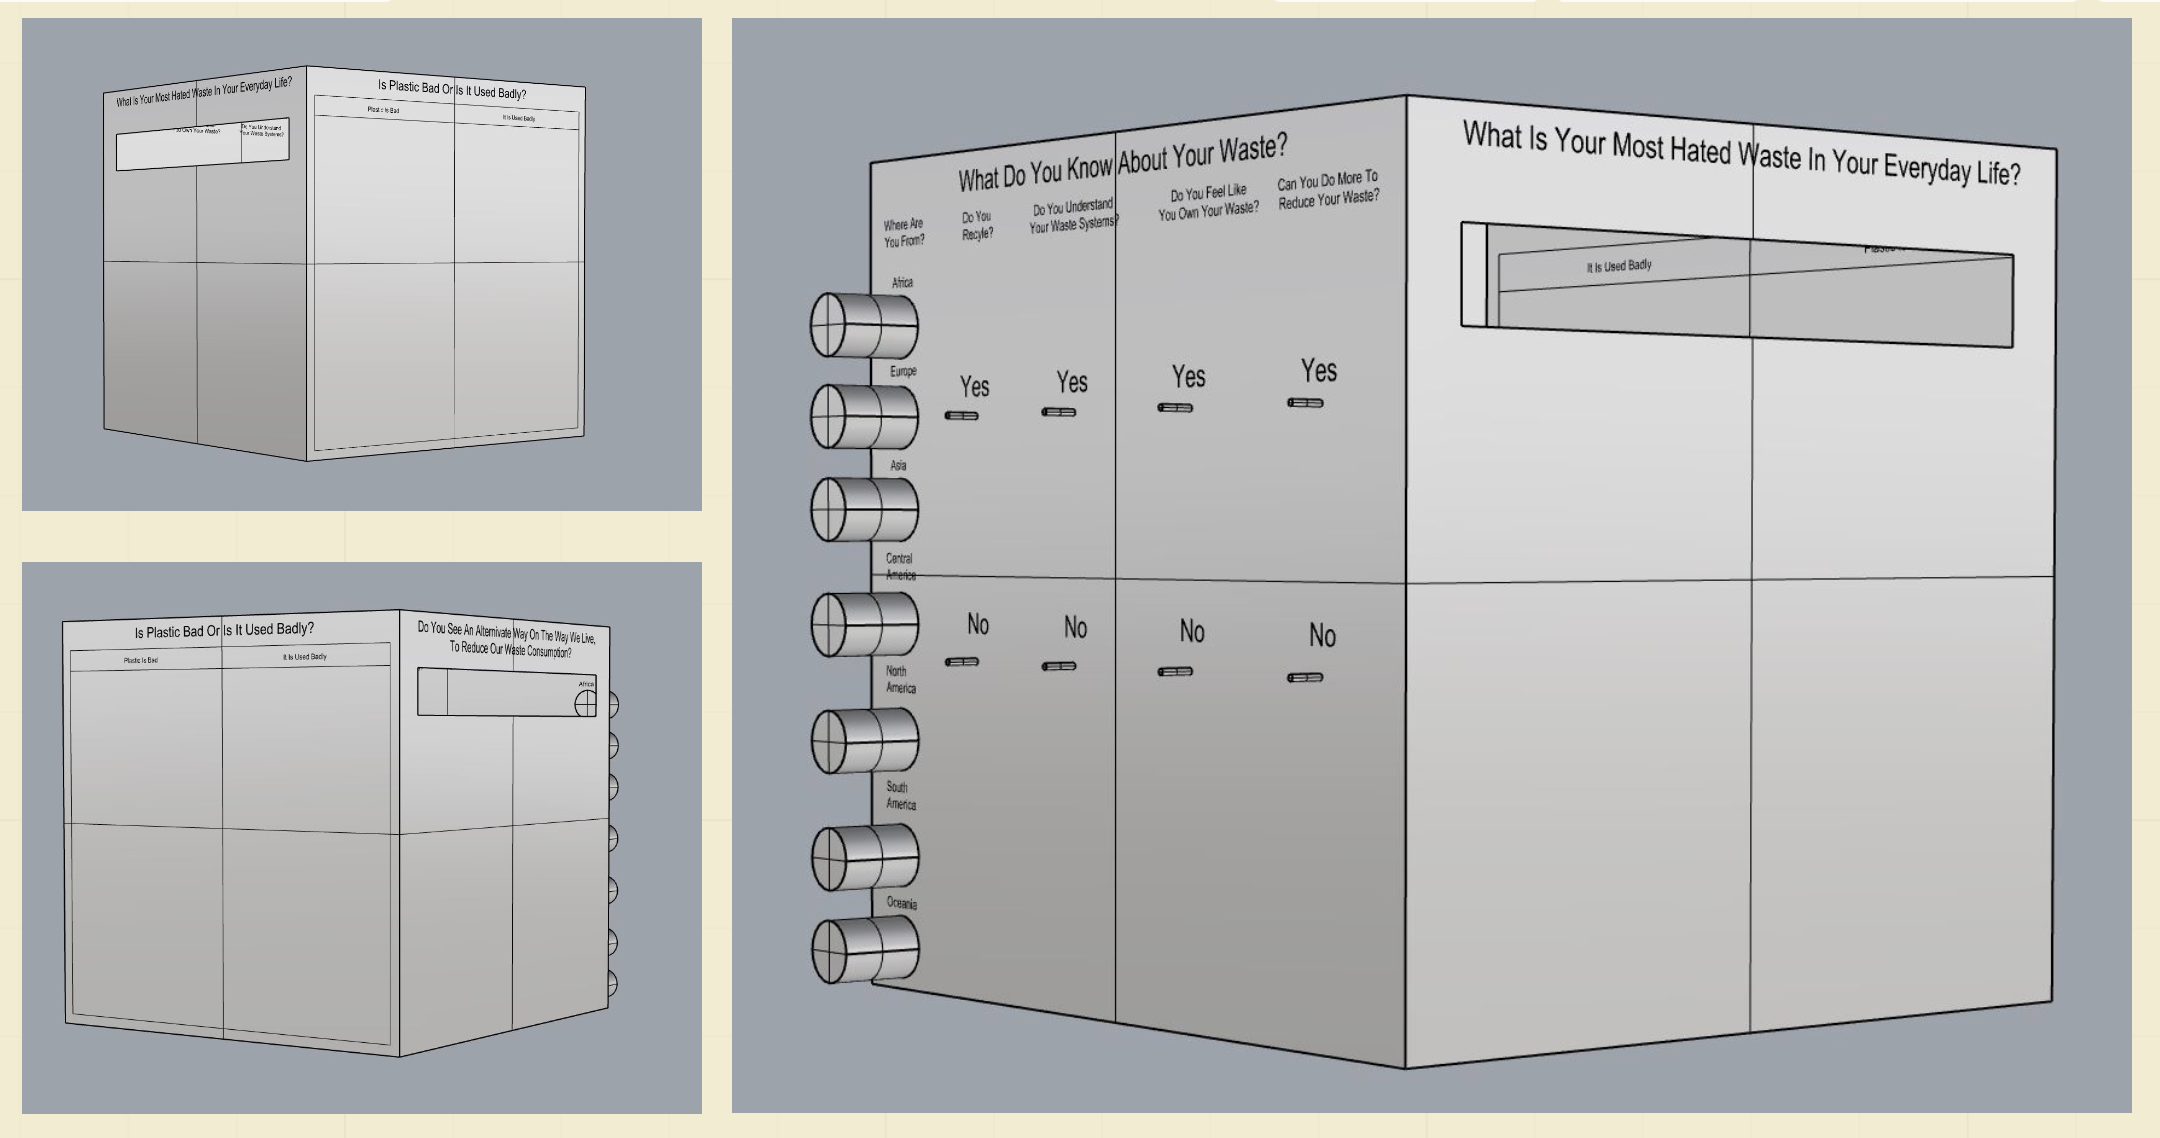 What Is Your Most Hated Waste In Your Everyday Life?
ou Own Your Waste?
Do You Understand
Your Waste Systems?
Is Plastic Bad Or Is It Used Badly?
Plastic Is Bad
It Is Used Badly
Is Plastic Bad Or Is It Used Badly?
Plastic Is Bad
It Is Used Badly
Do You See An Alternivate Way On The Way We Live,
To Reduce Our Waste Consumption?
Africa
What Do You Know About Your Waste?
Where Are
You From?
Do You
Recyle?
Do You Understand
Your Waste Systems?
Do You Feel Like
You Own Your Waste?
Can You Do More To
Reduce Your Waste?
Africa
Europe
Yes
Yes
Yes
Yes
Asia
Central
America
No
No
No
No
North
America
South
America
Oceania
What Is Your Most Hated Waste In Your Everyday Life?
It Is Used Badly